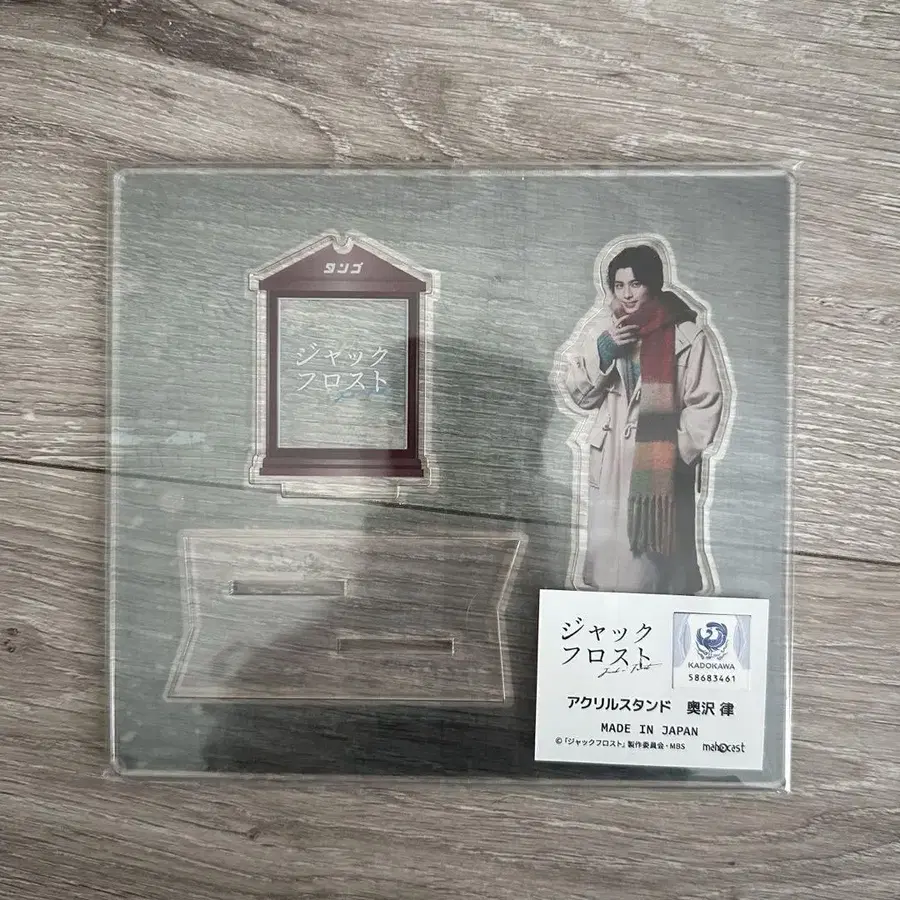 タンゴ
ジャック
フロスト
ジャック
フロスト
KADOKAWA
58683461
アクリルスタンド 奥沢 律
MADE IN JAPAN
©「ジャックフロスト」製作委員会・MBS
mahocast